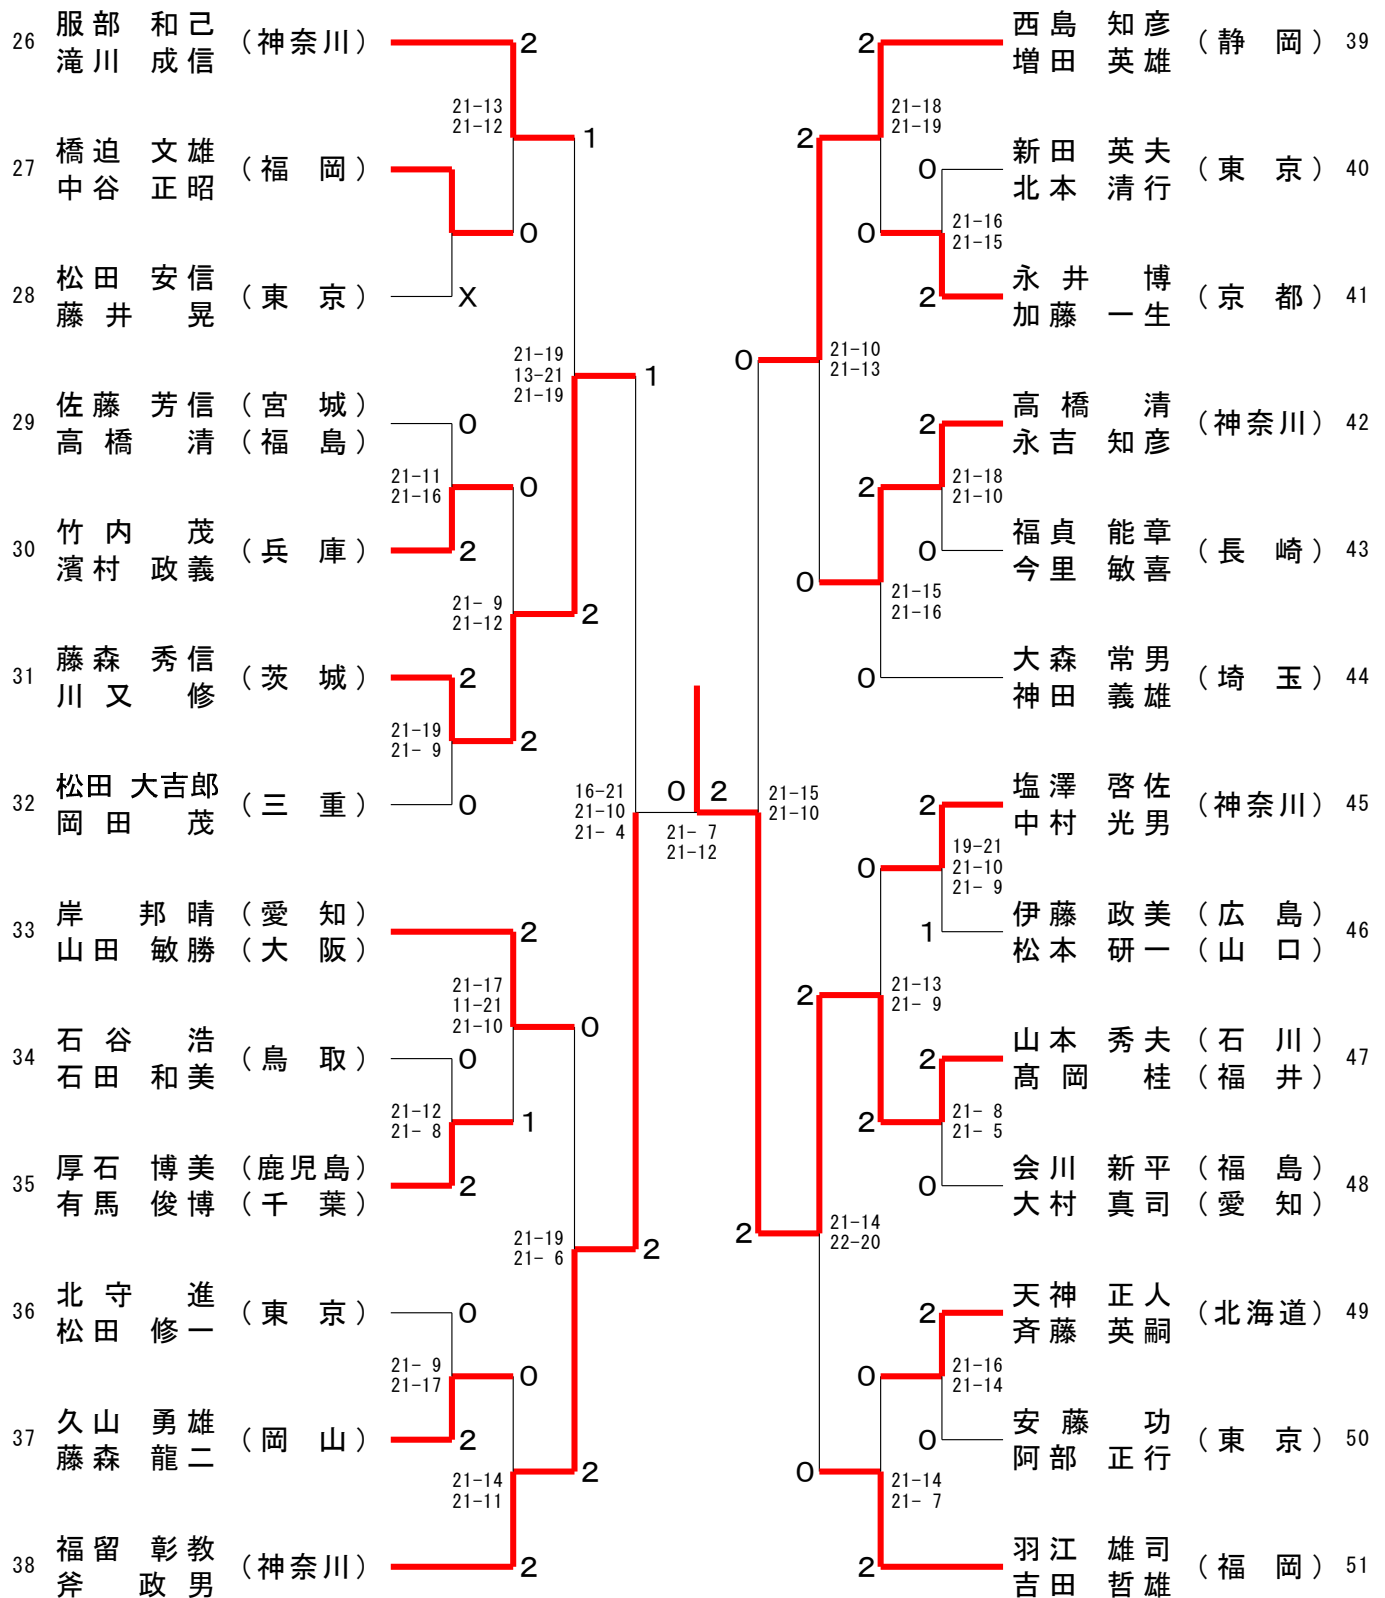 26 服部 和己 (神奈川) 2
滝川 成信
21-13
21-12
1
27 橋迫 文雄 (福 岡)
中谷 正昭
0
28 松田 安信 (東 京) X
藤井 晃
21-19
13-21
21-19
1
29 佐藤 芳信 (宮 城) 0
高橋 清 (福 島)
21-11
21-16
0
30 竹内 茂 (兵 庫) 2
濱村 政義
21- 9
21-12
2
31 藤森 秀信 (茨 城) 2
川又 修
21-19
21- 9
2
32 松田 大吉郎 (三 重) 0
岡田 茂
16-21
21-10
21- 4
0 2
21- 7
21-12
33 岸 邦晴 (愛 知) 2
山田 敏勝 (大 阪)
21-17
11-21
21-10
0
34 石谷 浩 (鳥 取) 0
石田 和美
21-12
21- 8
1
35 厚石 博美 (鹿児島) 2
有馬 俊博 (千 葉)
21-19
21- 6
2
36 北守 進 (東 京) 0
松田 修一
21- 9
21-17
0
37 久山 勇雄 (岡 山) 2
藤森 龍二
21-14
21-11
2
38 福留 彰教 (神奈川) 2
斧 政男
2 西島 知彦 (静 岡) 39
増田 英雄
21-18
21-19
2
0 新田 英夫 (東 京) 40
北本 清行
21-16
21-15
0
2 永井 博 (京 都) 41
加藤 一生
21-10
21-13
0
2 高橋 清 (神奈川) 42
永吉 知彦
21-18
21-10
2
0 福貞 能章 (長 崎) 43
今里 敏喜
21-15
21-16
0
0 大森 常男 (埼 玉) 44
神田 義雄
21-15
21-10
2 塩澤 啓佐 (神奈川) 45
中村 光男
19-21
21-10
21- 9
0
1 伊藤 政美 (広 島) 46
松本 研一 (山 口)
21-13
21- 9
2
2 山本 秀夫 (石 川) 47
髙岡 桂 (福 井)
21- 8
21- 5
2
0 会川 新平 (福 島) 48
大村 真司 (愛 知)
21-14
22-20
2
2 天神 正人 (北海道) 49
斉藤 英嗣
21-16
21-14
0
0 安藤 功 (東 京) 50
阿部 正行
21-14
21- 7
0
2 羽江 雄司 (福 岡) 51
吉田 哲雄